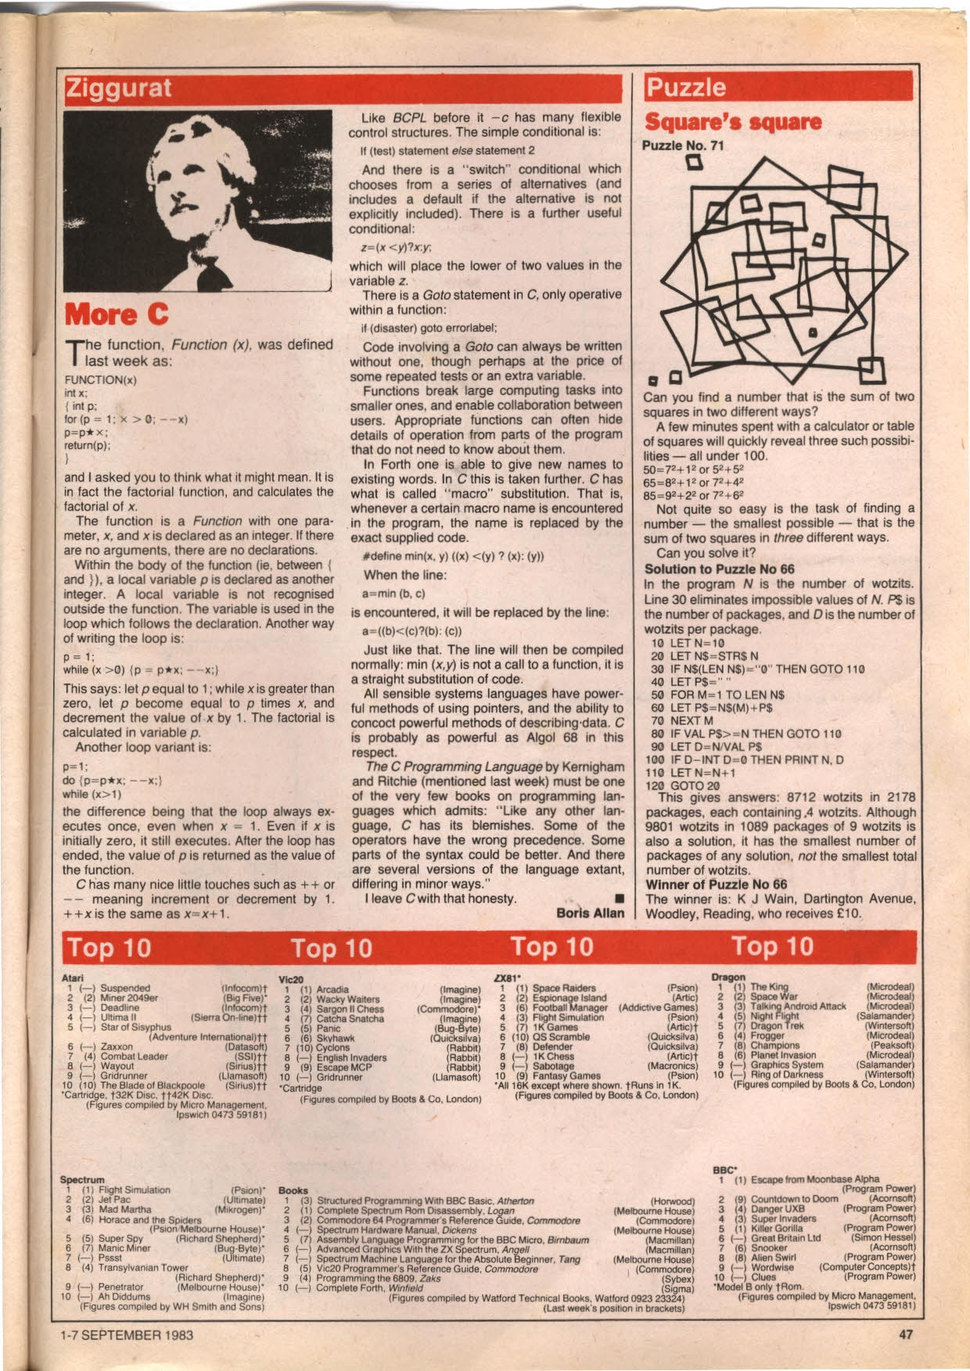 Ziggurat
More C
The function, Function (x), was defined
last week as:
FUNCTION(x)
int x;
{ int p;
for (p = 1; x > 0; −−x)
p=p★x;
return(p);
}
and I asked you to think what it might mean. It is
in fact the factorial function, and calculates the
factorial of x.
The function is a Function with one para-
meter, x, and x is declared as an integer. If there
are no arguments, there are no declarations.
Within the body of the function (ie, between {
and }), a local variable p is declared as another
integer. A local variable is not recognised
outside the function. The variable is used in the
loop which follows the declaration. Another way
of writing the loop is:
p = 1;
while (x >0) {p = p★x; −−x;}
This says: let p equal to 1; while x is greater than
zero, let p become equal to p times x, and
decrement the value of x by 1. The factorial is
calculated in variable p.
Another loop variant is:
p=1;
do {p=p★x; −−x;}
while (x>1)
the difference being that the loop always ex-
ecutes once, even when x = 1. Even if x is
initially zero, it still executes. After the loop has
ended, the value of p is returned as the value of
the function.
C has many nice little touches such as ++ or
−− meaning increment or decrement by 1.
++x is the same as x=x+1.
Like BCPL before it −c has many flexible
control structures. The simple conditional is:
If (test) statement else statement 2
And there is a "switch" conditional which
chooses from a series of alternatives (and
includes a default if the alternative is not
explicitly included). There is a further useful
conditional:
z=(x <y)?x:y;
which will place the lower of two values in the
variable z.
There is a Goto statement in C, only operative
within a function:
if (disaster) goto errorlabel;
Code involving a Goto can always be written
without one, though perhaps at the price of
some repeated tests or an extra variable.
Functions break large computing tasks into
smaller ones, and enable collaboration between
users. Appropriate functions can often hide
details of operation from parts of the program
that do not need to know about them.
In Forth one is able to give new names to
existing words. In C this is taken further. C has
what is called "macro" substitution. That is,
whenever a certain macro name is encountered
in the program, the name is replaced by the
exact supplied code.
#define min(x, y) ((x) <(y) ? (x): (y))
When the line:
a=min (b, c)
is encountered, it will be replaced by the line:
a=((b)<(c)?(b): (c))
Just like that. The line will then be compiled
normally: min (x,y) is not a call to a function, it is
a straight substitution of code.
All sensible systems languages have power-
ful methods of using pointers, and the ability to
concoct powerful methods of describing data. C
is probably as powerful as Algol 68 in this
respect.
The C Programming Language by Kernigham
and Ritchie (mentioned last week) must be one
of the very few books on programming lan-
guages which admits: "Like any other lan-
guage, C has its blemishes. Some of the
operators have the wrong precedence. Some
parts of the syntax could be better. And there
are several versions of the language extant,
differing in minor ways."
I leave C with that honesty. ■
Boris Allan
Puzzle
Square's square
Puzzle No. 71
Can you find a number that is the sum of two
squares in two different ways?
A few minutes spent with a calculator or table
of squares will quickly reveal three such possibi-
lities — all under 100.
50=7²+1² or 5²+5²
65=8²+1² or 7²+4²
85=9²+2² or 7²+6²
Not quite so easy is the task of finding a
number — the smallest possible — that is the
sum of two squares in three different ways.
Can you solve it?
Solution to Puzzle No 66
In the program N is the number of wotzits.
Line 30 eliminates impossible values of N. P$ is
the number of packages, and D is the number of
wotzits per package.
10 LET N=10
20 LET N$=STR$ N
30 IF N$(LEN N$)="0" THEN GOTO 110
40 LET P$=" "
50 FOR M=1 TO LEN N$
60 LET P$=N$(M)+P$
70 NEXT M
80 IF VAL P$>=N THEN GOTO 110
90 LET D=N/VAL P$
100 IF D−INT D=0 THEN PRINT N, D
110 LET N=N+1
120 GOTO 20
This gives answers: 8712 wotzits in 2178
packages, each containing 4 wotzits. Although
9801 wotzits in 1089 packages of 9 wotzits is
also a solution, it has the smallest number of
packages of any solution, not the smallest total
number of wotzits.
Winner of Puzzle No 66
The winner is: K J Wain, Dartington Avenue,
Woodley, Reading, who receives £10.
Top 10 Top 10 Top 10 Top 10
Atari
1 (—) Suspended (Infocom)†
2 (2) Miner 2049er (Big Five)*
3 (—) Deadline (Infocom)†
4 (—) Ultima II (Sierra On-line)††
5 (—) Star of Sisyphus
(Adventure International)††
6 (—) Zaxxon (Datasoft)
7 (4) Combat Leader (SSI)††
8 (—) Wayout (Sirius)††
9 (—) Gridrunner (Llamasoft)
10 (10) The Blade of Blackpoole (Sirius)††
*Cartridge, †32K Disc, ††42K Disc.
(Figures compiled by Micro Management,
Ipswich 0473 59181)
Vic20
1 (1) Arcadia (Imagine)
2 (2) Wacky Waiters (Imagine)
3 (4) Sargon II Chess (Commodore)*
4 (7) Catcha Snatcha (Imagine)
5 (5) Panic (Bug-Byte)
6 (6) Skyhawk (Quicksilva)
7 (10) Cyclons (Rabbit)
8 (—) English Invaders (Rabbit)
9 (9) Escape MCP (Rabbit)
10 (—) Gridrunner (Llamasoft)
*Cartridge
(Figures compiled by Boots & Co, London)
ZX81*
1 (1) Space Raiders (Psion)
2 (2) Espionage Island (Artic)
3 (6) Football Manager (Addictive Games)
4 (3) Flight Simulation (Psion)
5 (7) 1K Games (Artic)†
6 (10) QS Scramble (Quicksilva)
7 (8) Defender (Quicksilva)
8 (—) 1K Chess (Artic)†
9 (—) Sabotage (Macronics)
10 (9) Fantasy Games (Psion)
*All 16K except where shown. †Runs in 1K.
(Figures compiled by Boots & Co, London)
Dragon
1 (1) The King (Microdeal)
2 (2) Space War (Microdeal)
3 (3) Talking Android Attack (Microdeal)
4 (5) Night Flight (Salamander)
5 (7) Dragon Trek (Wintersoft)
6 (4) Frogger (Microdeal)
7 (8) Champions (Peaksoft)
8 (6) Planet Invasion (Microdeal)
9 (—) Graphics System (Salamander)
10 (—) Ring of Darkness (Wintersoft)
(Figures compiled by Boots & Co, London)
Spectrum
1 (1) Flight Simulation (Psion)*
2 (2) Jet Pac (Ultimate)
3 (3) Mad Martha (Mikrogen)*
4 (6) Horace and the Spiders
(Psion/Melbourne House)*
5 (5) Super Spy (Richard Shepherd)*
6 (7) Manic Miner (Bug-Byte)*
7 (—) Pssst (Ultimate)
8 (4) Transylvanian Tower
(Richard Shepherd)*
9 (—) Penetrator (Melbourne House)*
10 (—) Ah Diddums (Imagine)
(Figures compiled by WH Smith and Sons)
Books
1 (3) Structured Programming With BBC Basic, Atherton (Horwood)
2 (1) Complete Spectrum Rom Disassembly, Logan (Melbourne House)
3 (2) Commodore 64 Programmer's Reference Guide, Commodore (Commodore)
4 (—) Spectrum Hardware Manual, Dickens (Melbourne House)
5 (7) Assembly Language Programming for the BBC Micro, Birnbaum (Macmillan)
6 (—) Advanced Graphics With the ZX Spectrum, Angell (Macmillan)
7 (—) Spectrum Machine Language for the Absolute Beginner, Tang (Melbourne House)
8 (5) Vic20 Programmer's Reference Guide, Commodore (Commodore)
9 (4) Programming the 6809, Zaks (Sybex)
10 (—) Complete Forth, Winfield (Sigma)
(Figures compiled by Watford Technical Books, Watford 0923 23324)
(Last week's position in brackets)
BBC*
1 (1) Escape from Moonbase Alpha
(Program Power)
2 (9) Countdown to Doom (Acornsoft)
3 (4) Danger UXB (Program Power)
4 (3) Super Invaders (Acornsoft)
5 (1) Killer Gorilla (Program Power)
6 (—) Great Britain Ltd (Simon Hessel)
7 (6) Snooker (Acornsoft)
8 (8) Alien Swirl (Program Power)
9 (—) Wordwise (Computer Concepts)†
10 (—) Clues (Program Power)
*Model B only †Rom.
(Figures compiled by Micro Management,
Ipswich 0473 59181)
1-7 SEPTEMBER 1983
47